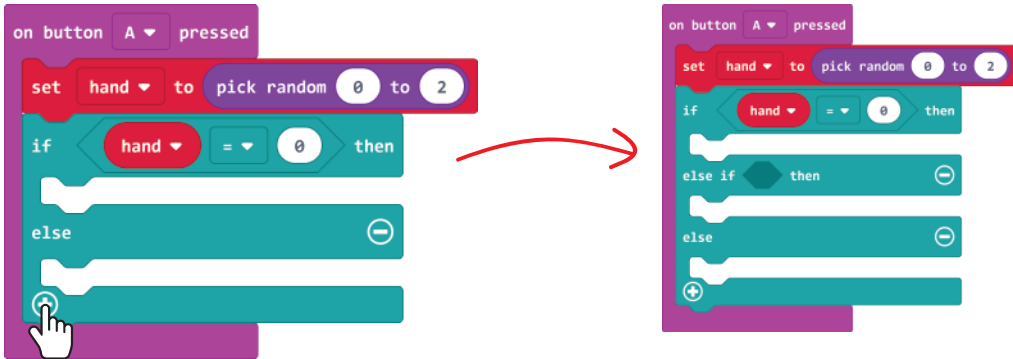 on button A pressed
set hand to pick random 0 to 2
if hand = 0 then
else
on button A pressed
set hand to pick random 0 to 2
if hand = 0 then
else if then
else